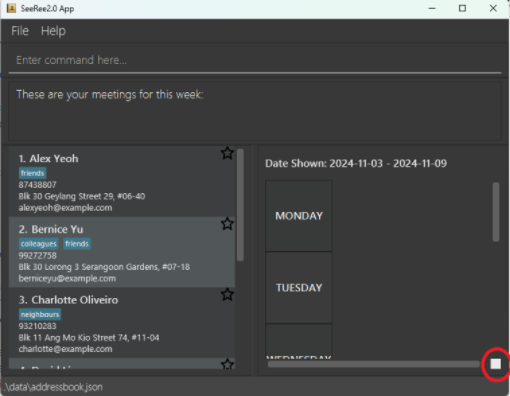 SeeRee2.0 App
File Help
Enter command here...
These are your meetings for this week:
1. Alex Yeoh
friends
87438807
Blk 30 Geylang Street 29, #06-40
alexyeoh@example.com
2. Bernice Yu
colleagues friends
99272758
Blk 30 Lorong 3 Serangoon Gardens, #07-18
berniceyu@example.com
3. Charlotte Oliveiro
neighbours
93210283
Blk 11 Ang Mo Kio Street 74, #11-04
charlotte@example.com
Date Shown: 2024-11-03 - 2024-11-09
MONDAY
TUESDAY
WEDNESDAY
.\data\addressbook.json